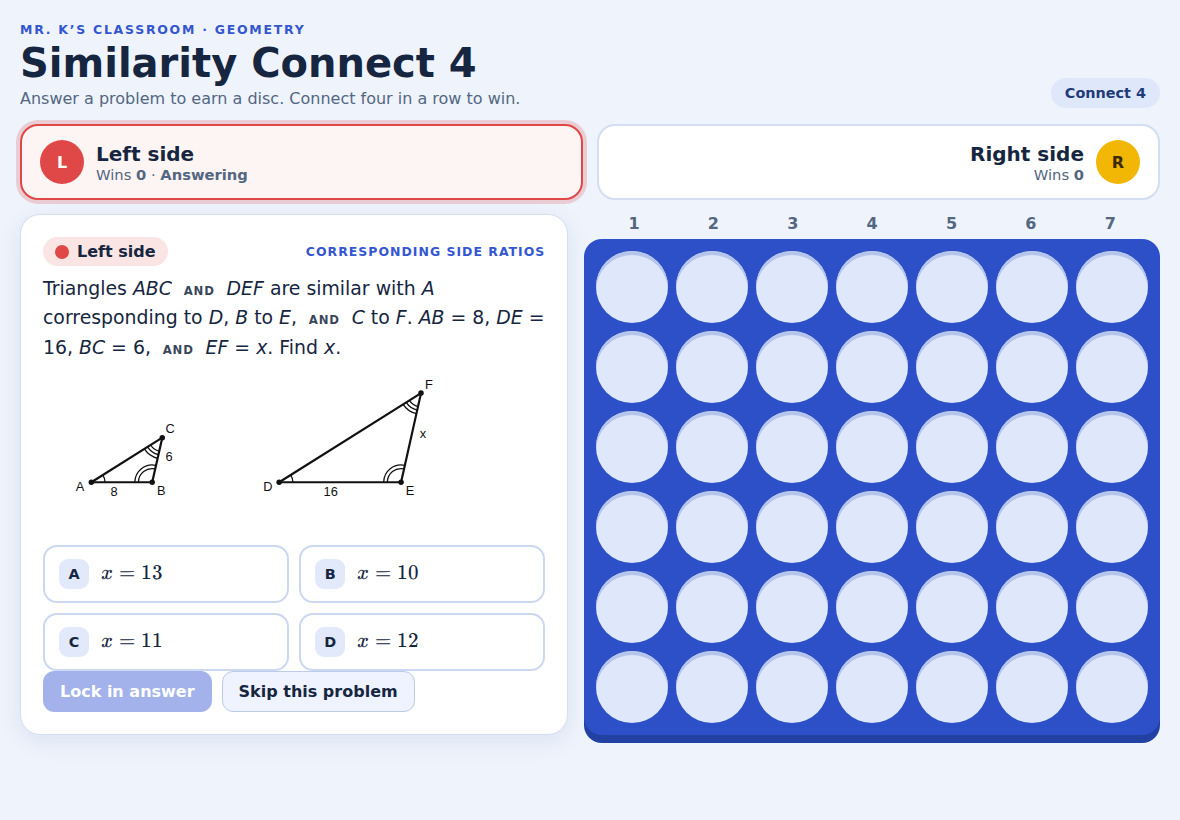 MR. K'S CLASSROOM · GEOMETRY
Similarity Connect 4
Answer a problem to earn a disc. Connect four in a row to win.
Connect 4
L
Left side
Wins 0 · Answering
Right side
Wins 0
R
Left side
CORRESPONDING SIDE RATIOS
Triangles ABC AND DEF are similar with A
corresponding to D, B to E, AND C to F. AB = 8, DE =
16, BC = 6, AND EF = x. Find x.
A
8
B
6
C
D
16
E
x
F
A x = 13
B x = 10
C x = 11
D x = 12
Lock in answer
Skip this problem
1 2 3 4 5 6 7